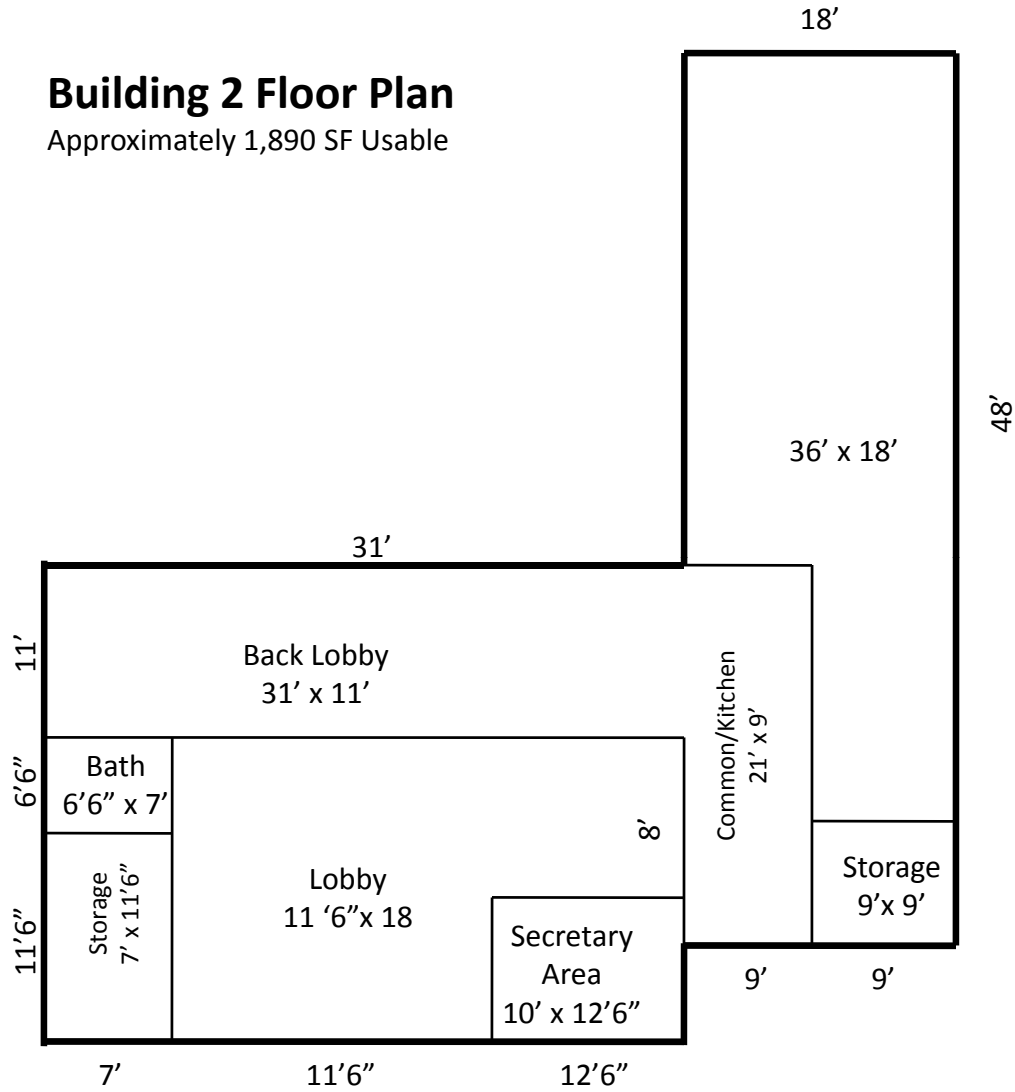 18’
Building 2 Floor Plan
Approximately 1,890 SF Usable
48’
36’ x 18’
31’
11’
Back Lobby
31’ x 11’
Common/Kitchen
21’ x 9’
6’6”
Bath
6’6” x 7’
8’
Storage
9’x 9’
11’6”
Storage
7’ x 11’6”
Lobby
11 ‘6”x 18
Secretary
Area
10’ x 12’6”
9’
9’
7’
11’6”
12’6”